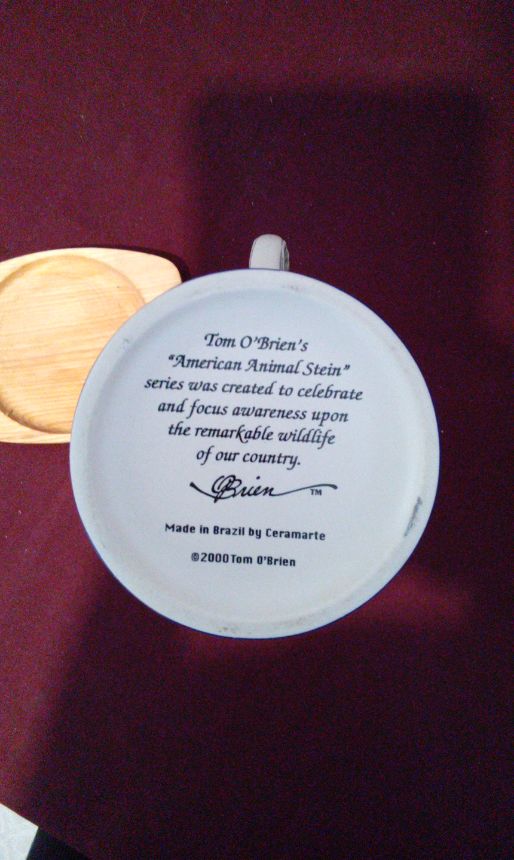 Tom O'Brien's
“American Animal Stein”
series was created to celebrate
and focus awareness upon
the remarkable wildlife
of our country.
O'Brien ™
Made in Brazil by Ceramarte
©2000 Tom O'Brien